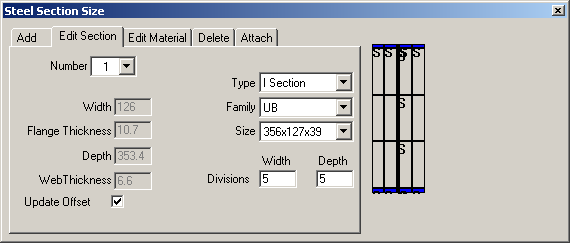 Steel Section Size
Add Edit Section Edit Material Delete Attach
Number 1
Type I Section
Width 126 Family UB
Flange Thickness 10.7 Size 356x127x39
Depth 353.4 Width Depth
WebThickness 6.6 Divisions 5 5
Update Offset
S S S S S
S
S